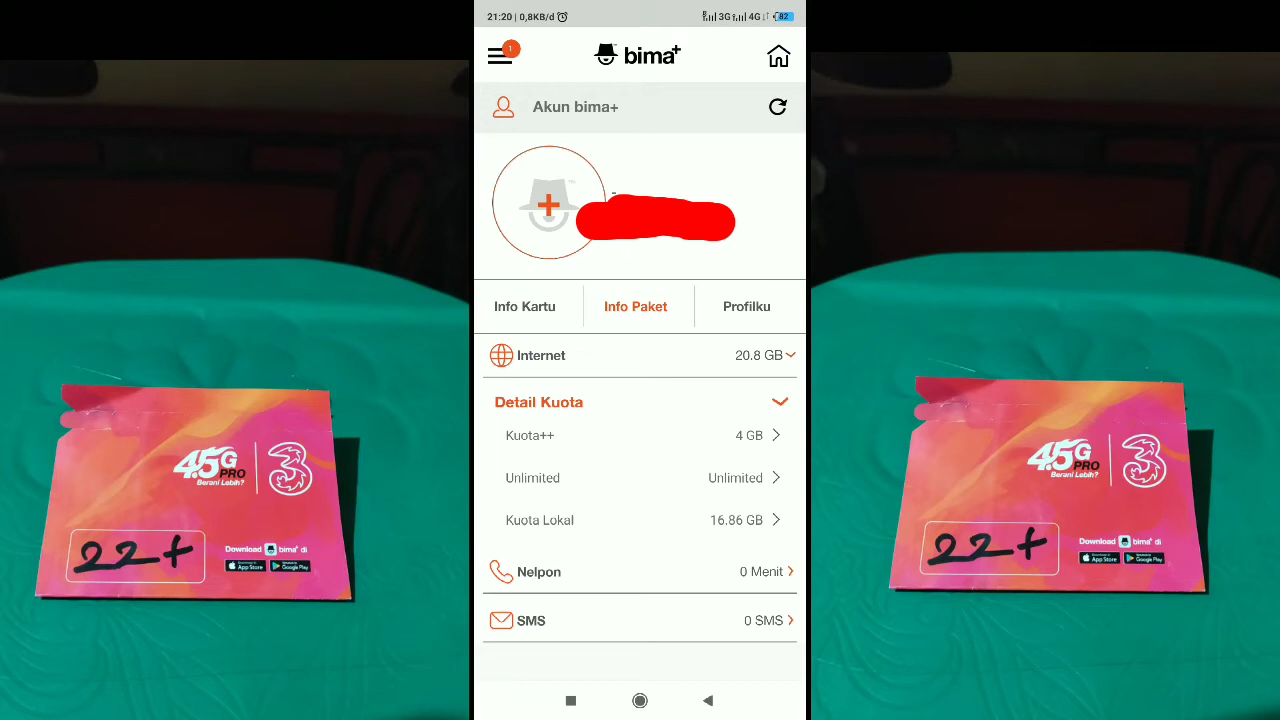 4.5G
PRO
Berani Lebih?
3
22+
Download bima+ di
App Store
Google Play
21:20 | 0,8KB/d
3G
4G
82
1
bima+
Akun bima+
Info Kartu
Info Paket
Profilku
Internet
20.8 GB
Detail Kuota
Kuota++
4 GB
Unlimited
Unlimited
Kuota Lokal
16.86 GB
Nelpon
0 Menit
SMS
0 SMS
4.5G
PRO
Berani Lebih?
3
22+
Download bima+ di
App Store
Google Play